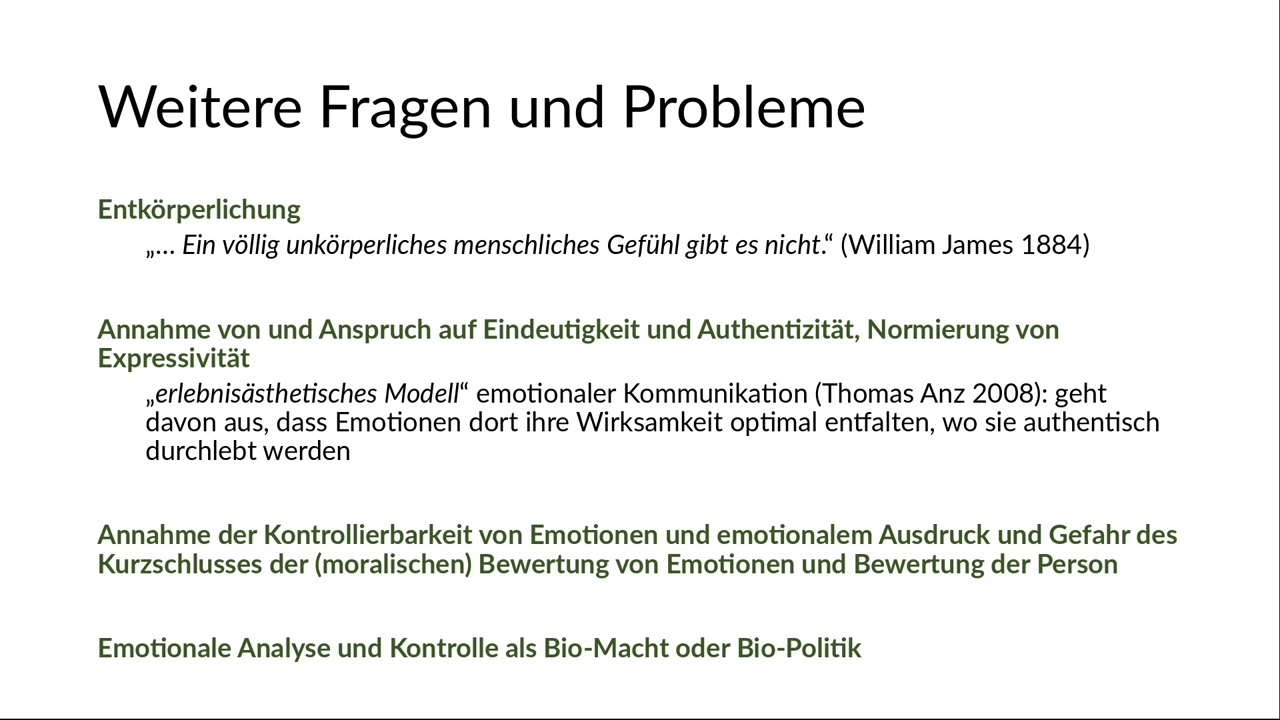 Weitere Fragen und Probleme
Entkörperlichung
„… Ein völlig unkörperliches menschliches Gefühl gibt es nicht.“ (William James 1884)
Annahme von und Anspruch auf Eindeutigkeit und Authentizität, Normierung von
Expressivität
„erlebnisästhetisches Modell“ emotionaler Kommunikation (Thomas Anz 2008): geht
davon aus, dass Emotionen dort ihre Wirksamkeit optimal entfalten, wo sie authentisch
durchlebt werden
Annahme der Kontrollierbarkeit von Emotionen und emotionalem Ausdruck und Gefahr des
Kurzschlusses der (moralischen) Bewertung von Emotionen und Bewertung der Person
Emotionale Analyse und Kontrolle als Bio-Macht oder Bio-Politik